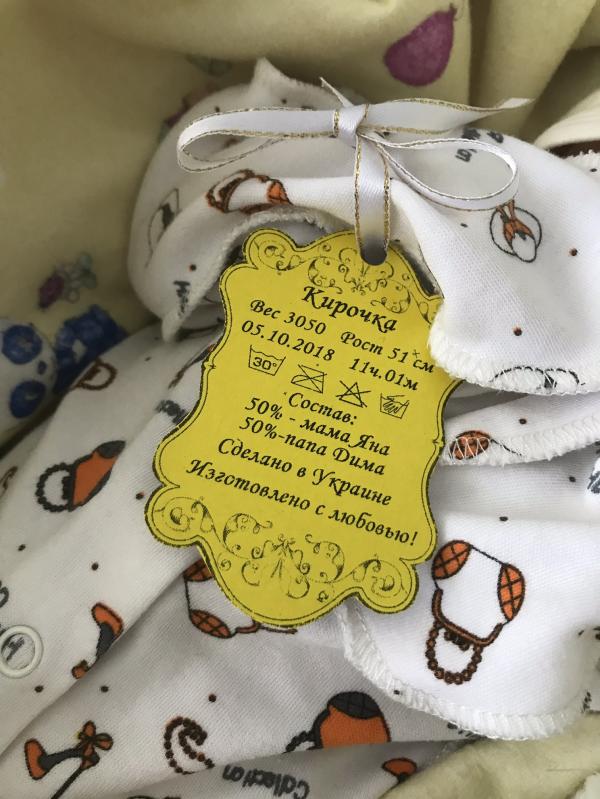 Кирочка
Вес 3050 Рост 51 см
05.10.2018 11ч.01м
30°
Состав:
50% - мама Яна
50%-папа Дима
Сделано в Украине
Изготовлено с любовью!
Collection